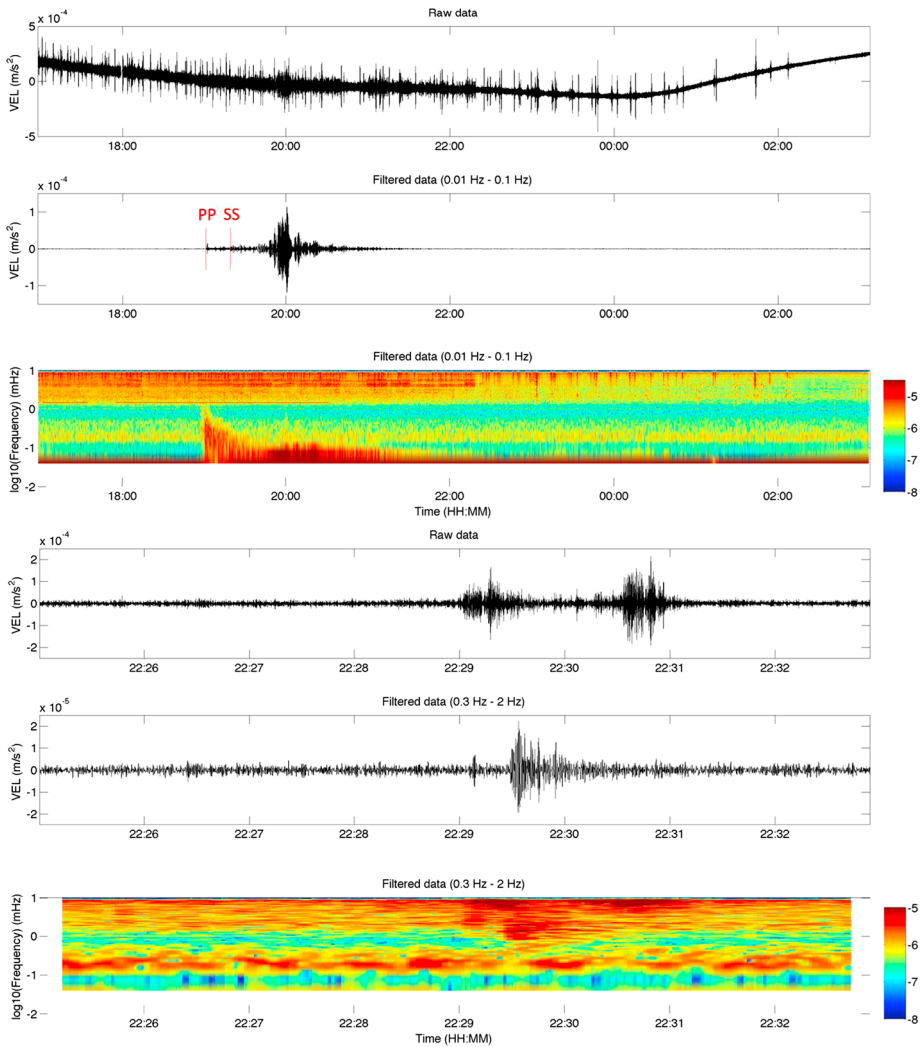 Raw data
5 x 10^-4
VEL (m/s^2)
0
-5
18:00 20:00 22:00 00:00 02:00
x 10^-4
Filtered data (0.01 Hz - 0.1 Hz)
1
PP SS
VEL (m/s^2)
0
-1
18:00 20:00 22:00 00:00 02:00
Filtered data (0.01 Hz - 0.1 Hz)
1
log10(Frequency) (mHz)
0
-5
-1
-6
-7
-2
-8
18:00 20:00 22:00 00:00 02:00
Time (HH:MM)
x 10^-4
Raw data
2
1
VEL (m/s^2)
0
-1
-2
22:26 22:27 22:28 22:29 22:30 22:31 22:32
x 10^-5
Filtered data (0.3 Hz - 2 Hz)
2
1
VEL (m/s^2)
0
-1
-2
22:26 22:27 22:28 22:29 22:30 22:31 22:32
Filtered data (0.3 Hz - 2 Hz)
1
log10(Frequency) (mHz)
-5
0
-6
-1
-7
-2
-8
22:26 22:27 22:28 22:29 22:30 22:31 22:32
Time (HH:MM)